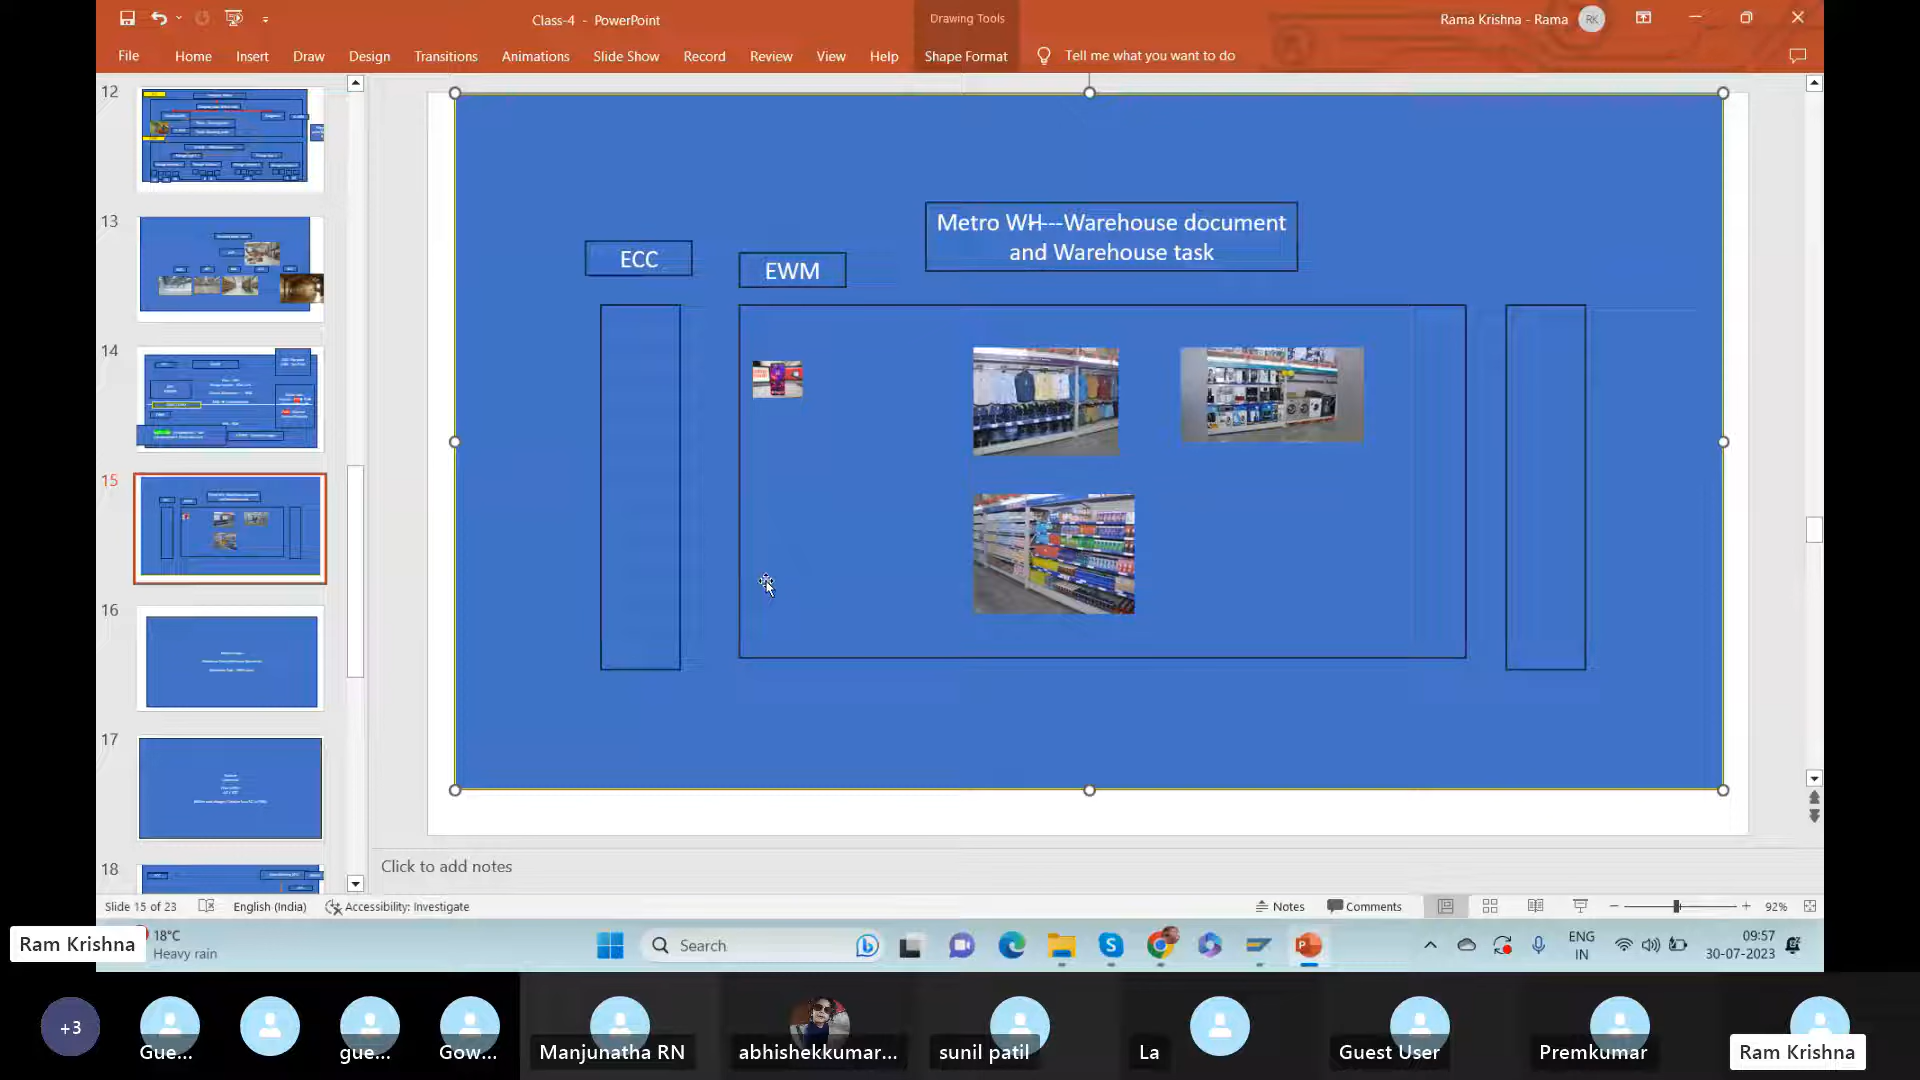 Class-4 - PowerPoint
Drawing Tools
Rama Krishna - Rama
RK
File
Home
Insert
Draw
Design
Transitions
Animations
Slide Show
Record
Review
View
Help
Shape Format
Tell me what you want to do
12
13
14
15
16
17
18
Metro WH---Warehouse document
and Warehouse task
ECC
EWM
Click to add notes
Slide 15 of 23
English (India)
Accessibility: Investigate
Notes
Comments
92%
Ram Krishna
18°C
Heavy rain
Search
ENG
IN
09:57
30-07-2023
+3
Gue...
gue...
Gow...
Manjunatha RN
abhishekkumar...
sunil patil
La
Guest User
Premkumar
Ram Krishna